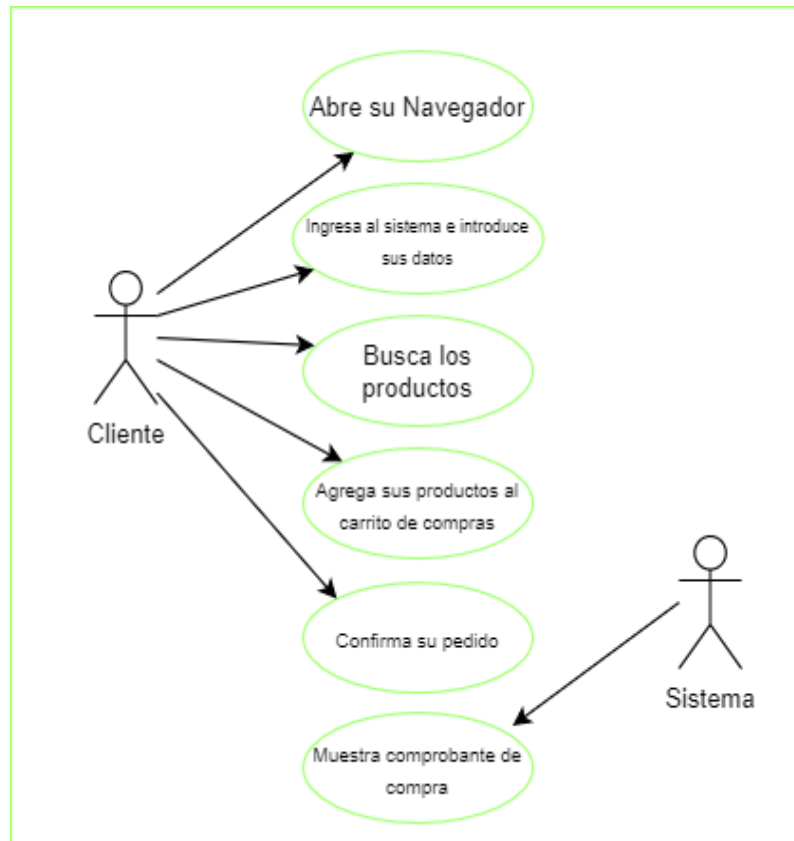 Abre su Navegador
Ingresa al sistema e introduce
sus datos
Busca los
productos
Cliente
Agrega sus productos al
carrito de compras
Confirma su pedido
Sistema
Muestra comprobante de
compra